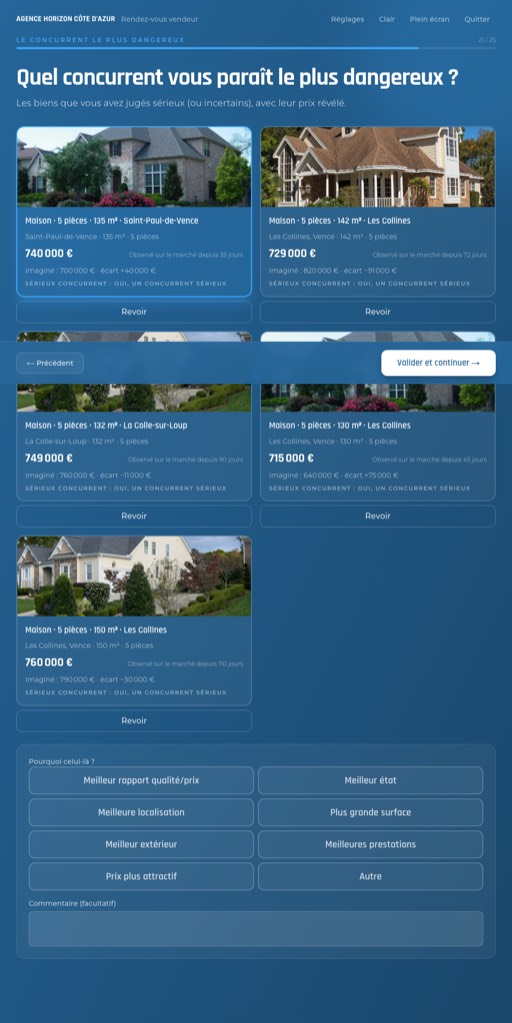 AGENCE HORIZON CÔTE D'AZUR Rendez-vous vendeur Réglages Clair Plein écran Quitter
LE CONCURRENT LE PLUS DANGEREUX 21 / 25
Quel concurrent vous paraît le plus dangereux ?
Les biens que vous avez jugés sérieux (ou incertains), avec leur prix révélé.
Maison · 5 pièces · 135 m² · Saint-Paul-de-Vence
Saint-Paul-de-Vence · 135 m² · 5 pièces
740 000 € Observé sur le marché depuis 35 jours
Imaginé : 700 000 € · écart +40 000 €
SÉRIEUX CONCURRENT : OUI, UN CONCURRENT SÉRIEUX
Revoir
Maison · 5 pièces · 142 m² · Les Collines
Les Collines, Vence · 142 m² · 5 pièces
729 000 € Observé sur le marché depuis 72 jours
Imaginé : 820 000 € · écart −91 000 €
SÉRIEUX CONCURRENT : OUI, UN CONCURRENT SÉRIEUX
Revoir
← Précédent
Valider et continuer →
Maison · 5 pièces · 132 m² · La Colle-sur-Loup
La Colle-sur-Loup · 132 m² · 5 pièces
749 000 € Observé sur le marché depuis 90 jours
Imaginé : 760 000 € · écart −11 000 €
SÉRIEUX CONCURRENT : OUI, UN CONCURRENT SÉRIEUX
Revoir
Maison · 5 pièces · 130 m² · Les Collines
Les Collines, Vence · 130 m² · 5 pièces
715 000 € Observé sur le marché depuis 45 jours
Imaginé : 640 000 € · écart +75 000 €
SÉRIEUX CONCURRENT : OUI, UN CONCURRENT SÉRIEUX
Revoir
Maison · 5 pièces · 150 m² · Les Collines
Les Collines, Vence · 150 m² · 5 pièces
760 000 € Observé sur le marché depuis 110 jours
Imaginé : 790 000 € · écart −30 000 €
SÉRIEUX CONCURRENT : OUI, UN CONCURRENT SÉRIEUX
Revoir
Pourquoi celui-là ?
Meilleur rapport qualité/prix
Meilleur état
Meilleure localisation
Plus grande surface
Meilleur extérieur
Meilleures prestations
Prix plus attractif
Autre
Commentaire (facultatif)